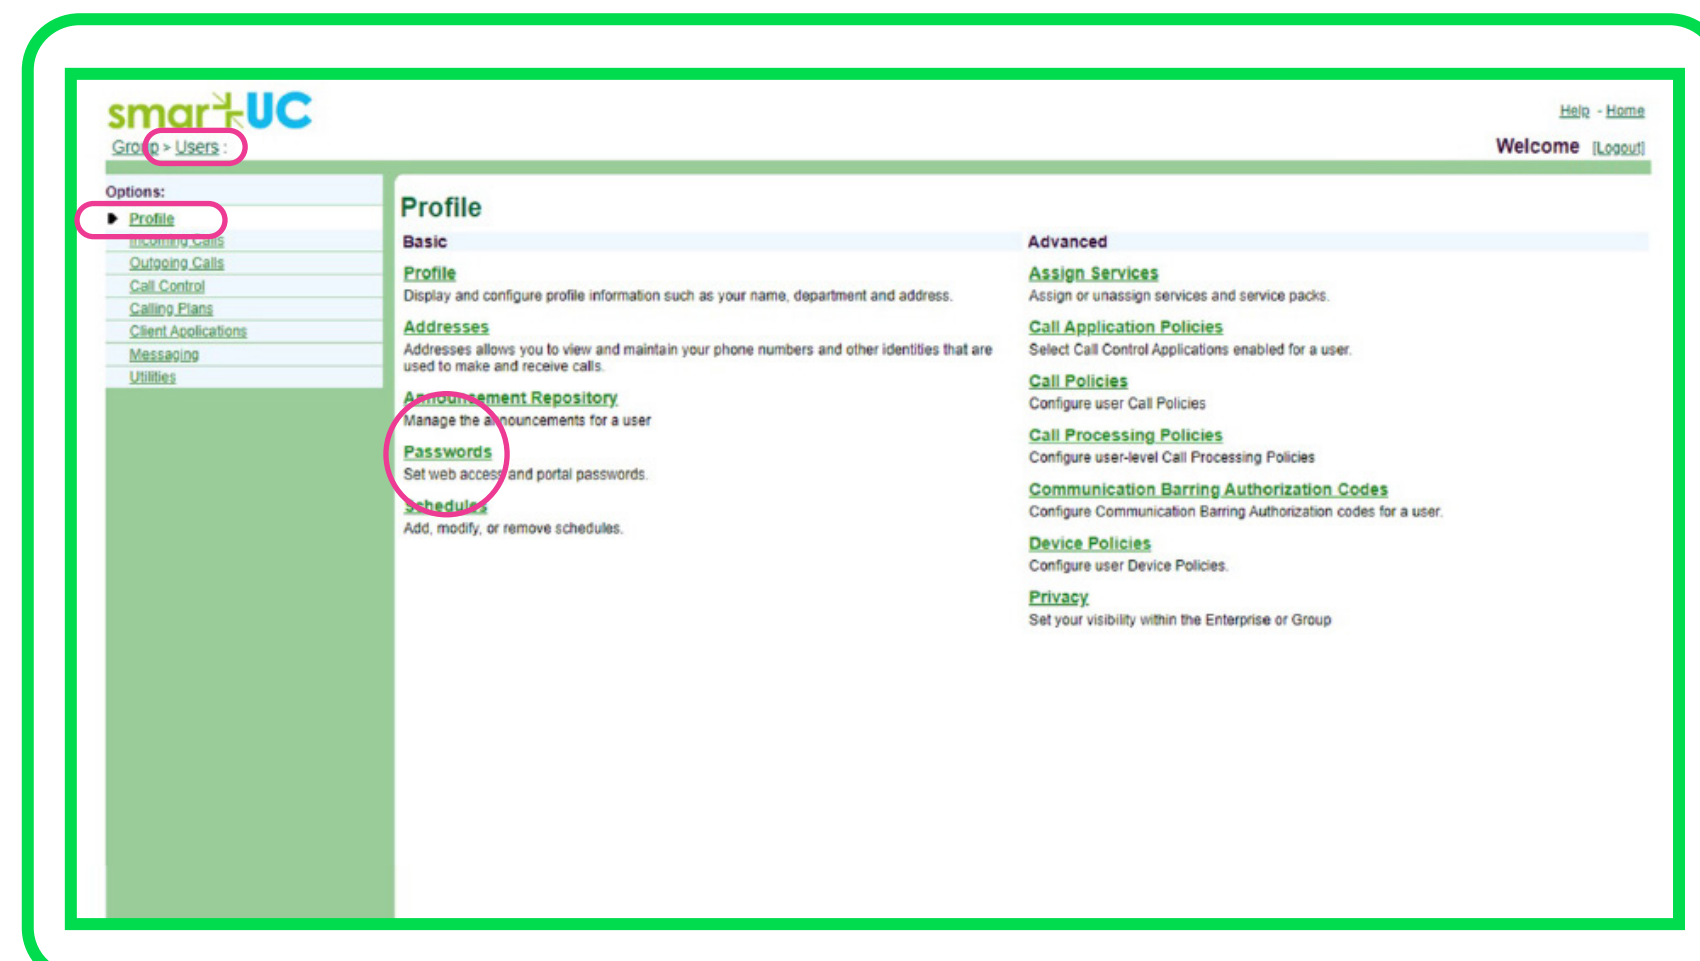 smartUC
Help - Home
Group > Users :
Welcome [Logout]
Options:
Profile
Incoming Calls
Outgoing Calls
Call Control
Calling Plans
Client Applications
Messaging
Utilities
Profile
Basic
Profile
Display and configure profile information such as your name, department and address.
Addresses
Addresses allows you to view and maintain your phone numbers and other identities that are
used to make and receive calls.
Announcement Repository
Manage the announcements for a user
Passwords
Set web access and portal passwords.
Schedules
Add, modify, or remove schedules.
Advanced
Assign Services
Assign or unassign services and service packs.
Call Application Policies
Select Call Control Applications enabled for a user.
Call Policies
Configure user Call Policies
Call Processing Policies
Configure user-level Call Processing Policies
Communication Barring Authorization Codes
Configure Communication Barring Authorization codes for a user.
Device Policies
Configure user Device Policies.
Privacy
Set your visibility within the Enterprise or Group